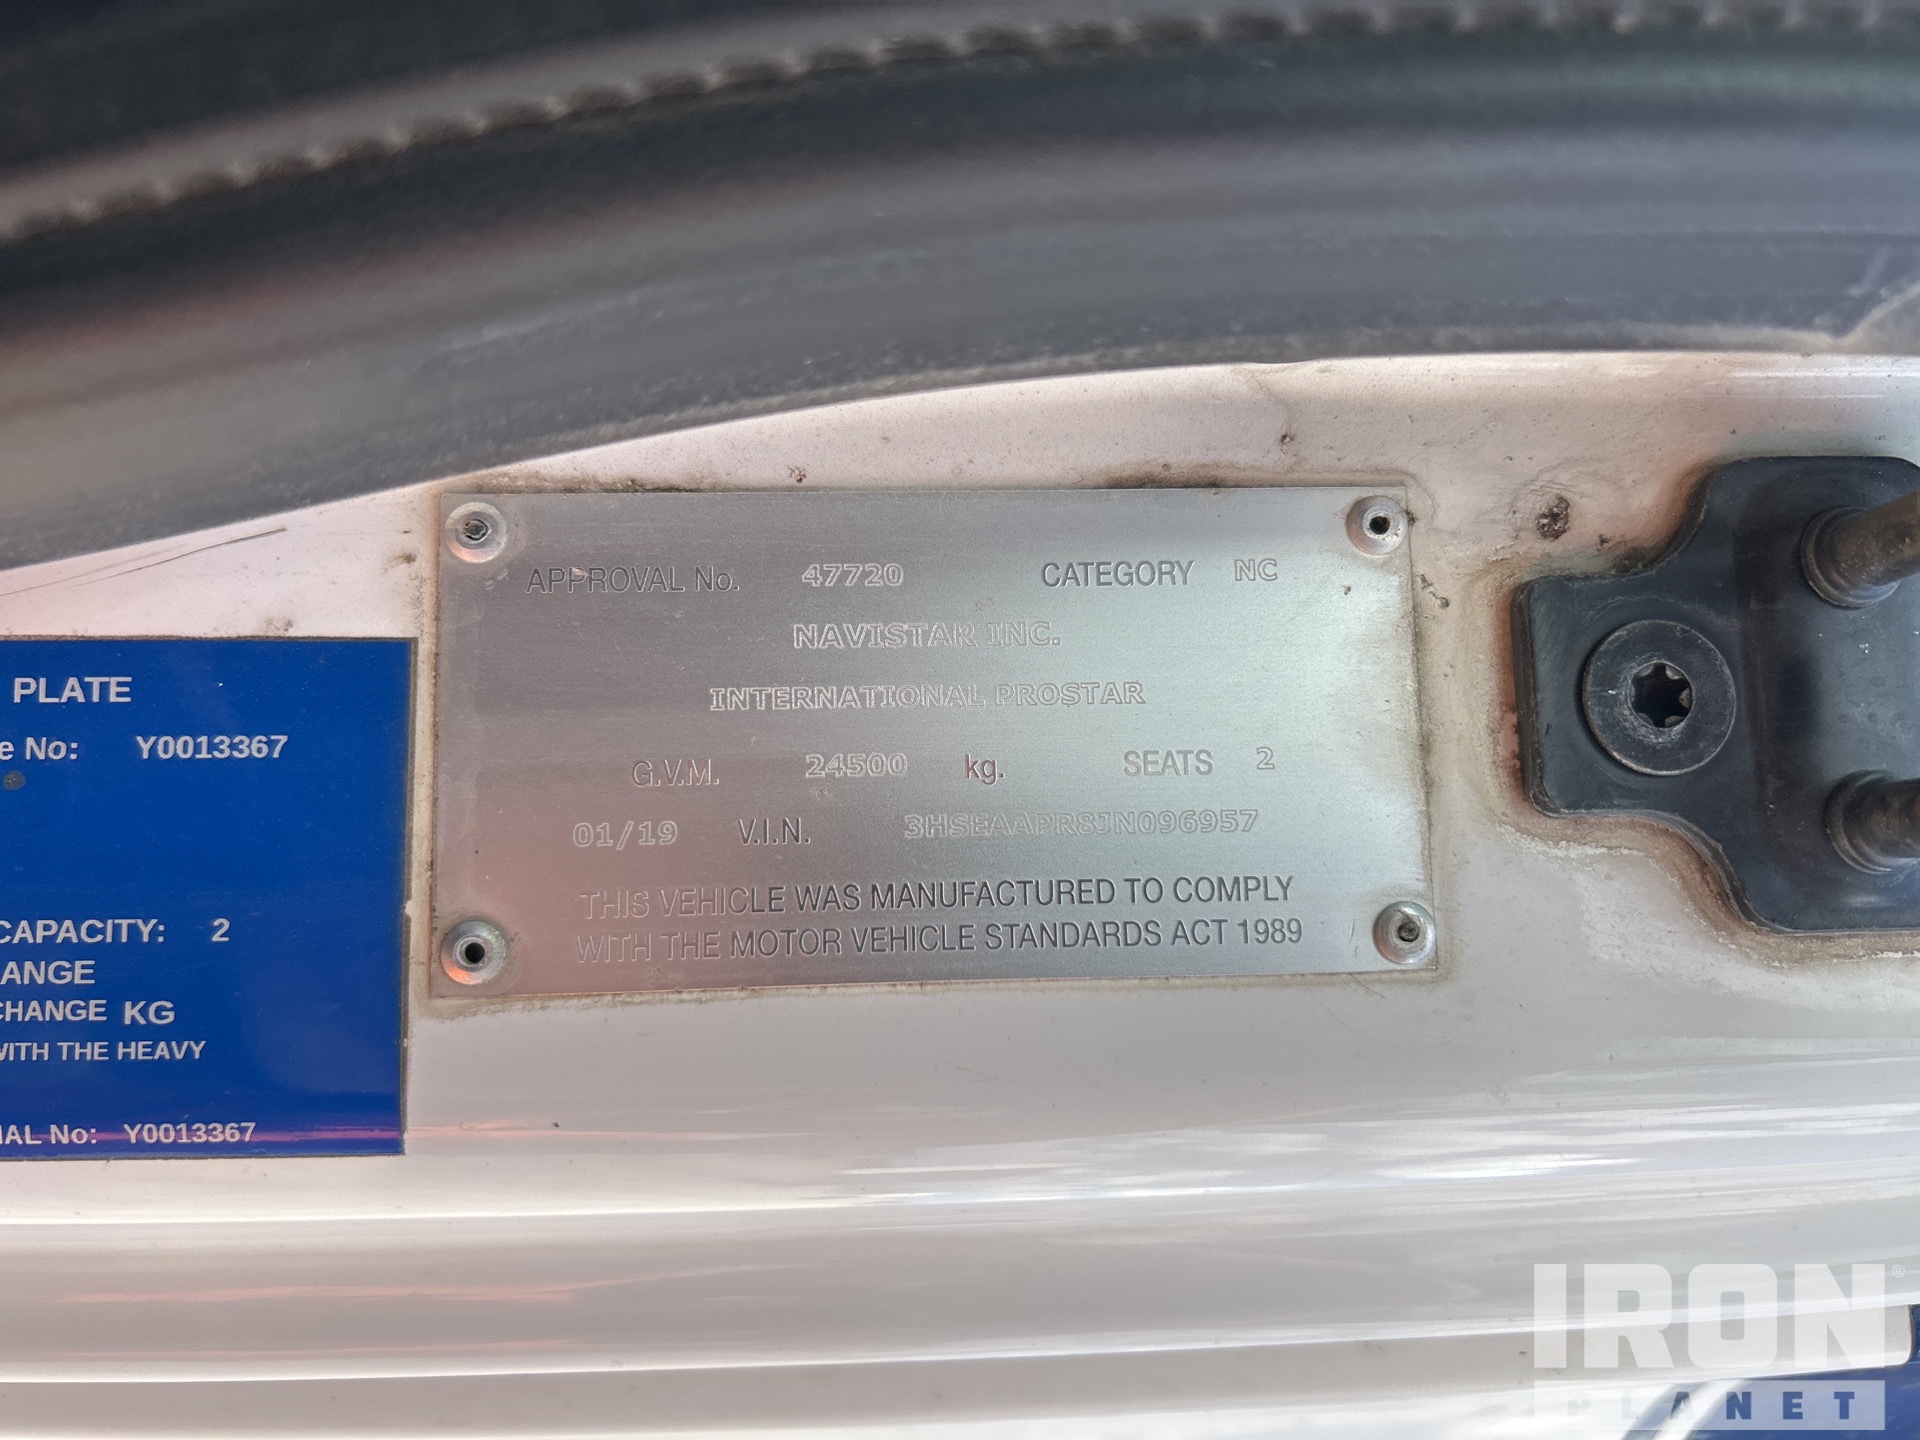 APPROVAL No. 47720 CATEGORY NC
NAVISTAR INC.
INTERNATIONAL PROSTAR
G.V.M. 24500 kg. SEATS 2
01/19 V.I.N. 3HSEAAPR8JN096957
THIS VEHICLE WAS MANUFACTURED TO COMPLY
WITH THE MOTOR VEHICLE STANDARDS ACT 1989
PLATE
e No: Y0013367
CAPACITY: 2
ANGE
CHANGE KG
WITH THE HEAVY
IAL No: Y0013367
IRON
PLANET